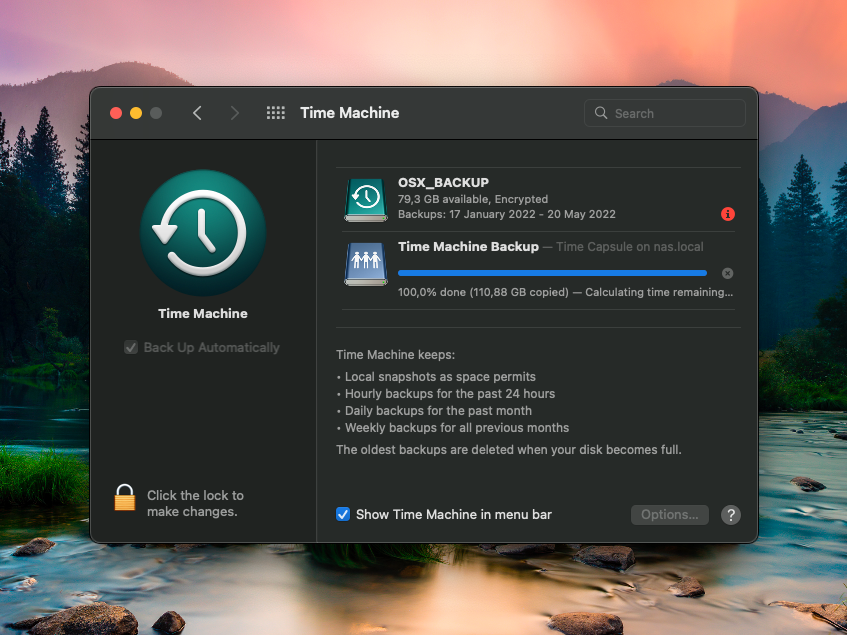 Time Machine
Search
Time Machine
Back Up Automatically
Click the lock to
make changes.
OSX_BACKUP
79,3 GB available, Encrypted
Backups: 17 January 2022 - 20 May 2022
Time Machine Backup — Time Capsule on nas.local
100,0% done (110,88 GB copied) — Calculating time remaining...
Time Machine keeps:
• Local snapshots as space permits
• Hourly backups for the past 24 hours
• Daily backups for the past month
• Weekly backups for all previous months
The oldest backups are deleted when your disk becomes full.
Show Time Machine in menu bar
Options...
?